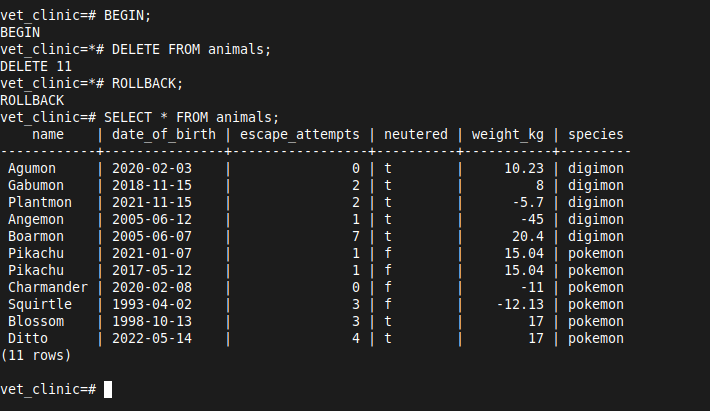 vet_clinic=# BEGIN;
BEGIN
vet_clinic=*# DELETE FROM animals;
DELETE 11
vet_clinic=*# ROLLBACK;
ROLLBACK
vet_clinic=# SELECT * FROM animals;
    name    | date_of_birth | escape_attempts | neutered | weight_kg | species
------------+---------------+-----------------+----------+-----------+---------
 Agumon     | 2020-02-03    |               0 | t        |     10.23 | digimon
 Gabumon    | 2018-11-15    |               2 | t        |         8 | digimon
 Plantmon   | 2021-11-15    |               2 | t        |      -5.7 | digimon
 Angemon    | 2005-06-12    |               1 | t        |       -45 | digimon
 Boarmon    | 2005-06-07    |               7 | t        |      20.4 | digimon
 Pikachu    | 2021-01-07    |               1 | f        |     15.04 | pokemon
 Pikachu    | 2017-05-12    |               1 | f        |     15.04 | pokemon
 Charmander | 2020-02-08    |               0 | f        |       -11 | pokemon
 Squirtle   | 1993-04-02    |               3 | f        |    -12.13 | pokemon
 Blossom    | 1998-10-13    |               3 | t        |        17 | pokemon
 Ditto      | 2022-05-14    |               4 | t        |        17 | pokemon
(11 rows)

vet_clinic=#